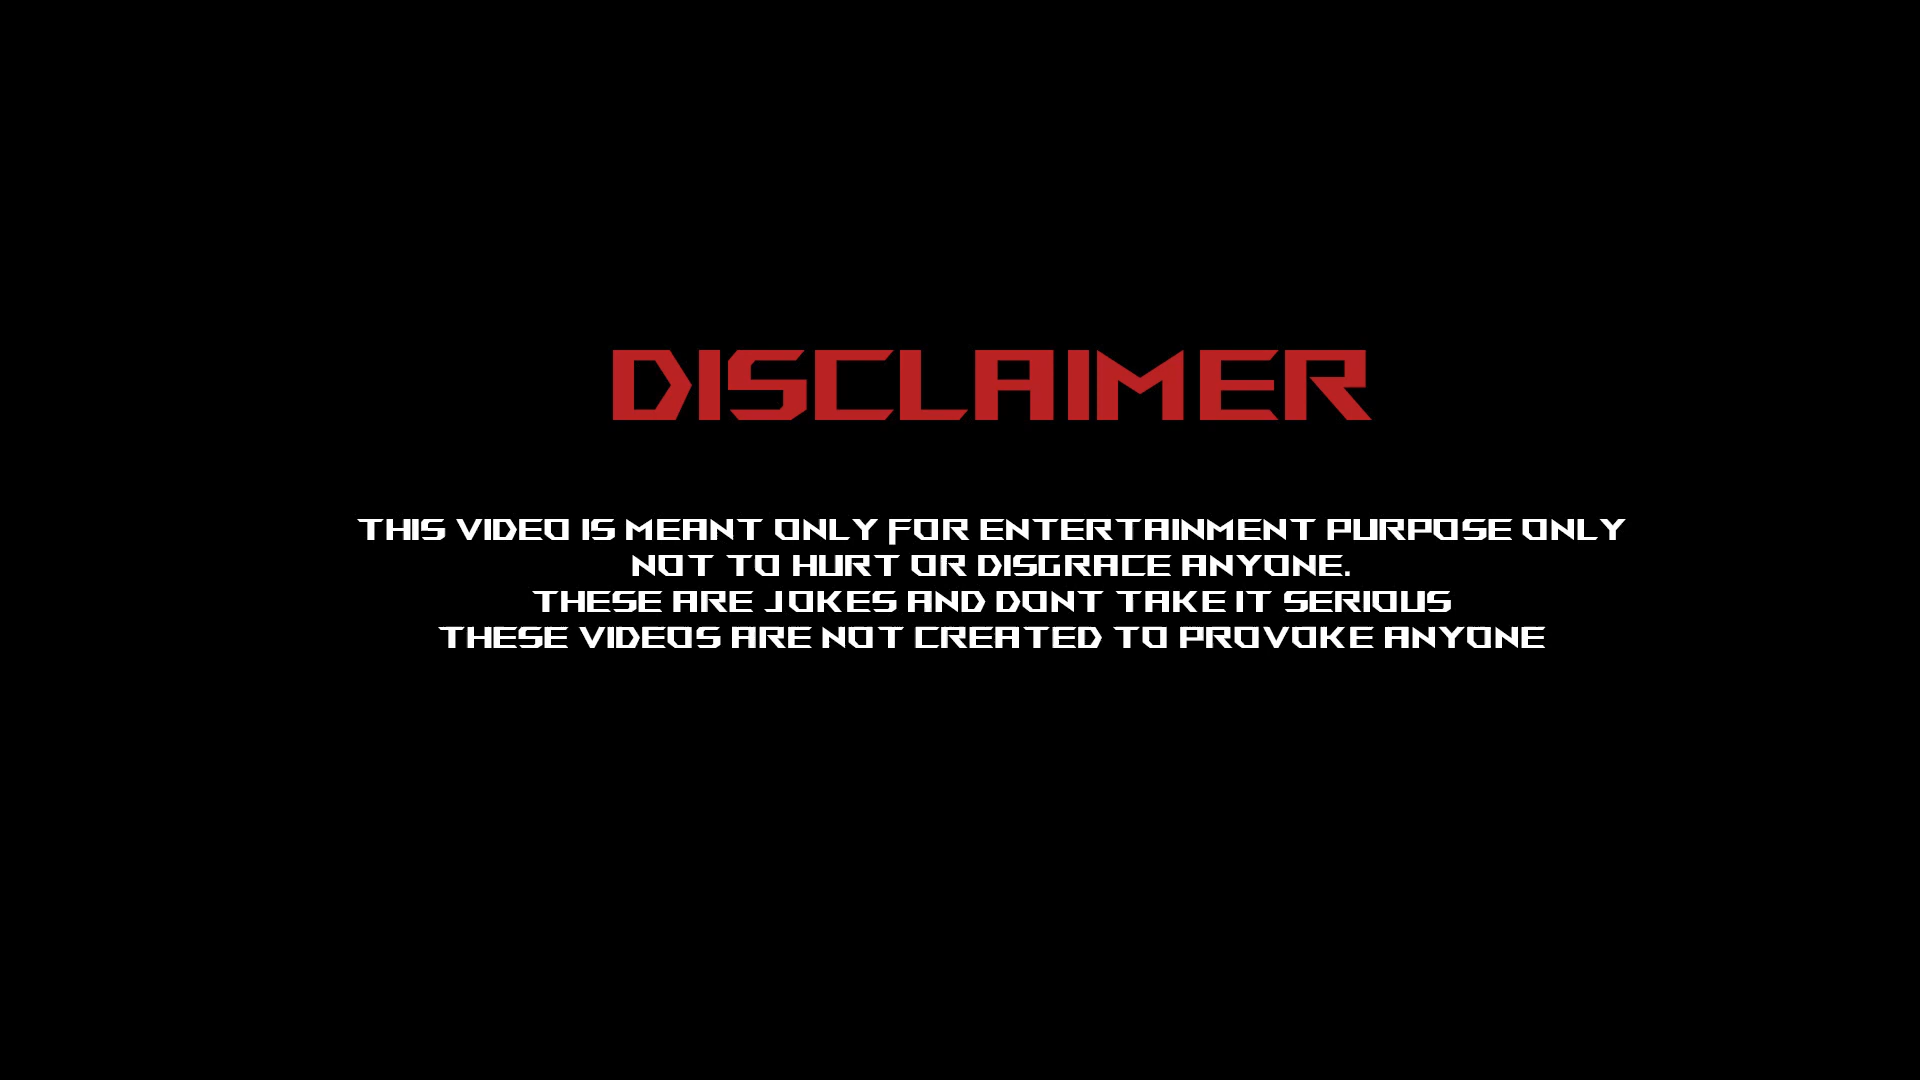 DISCLAIMER
THIS VIDEO IS MEANT ONLY FOR ENTERTAINMENT PURPOSE ONLY
NOT TO HURT OR DISGRACE ANYONE.
THESE ARE JOKES AND DONT TAKE IT SERIOUS
THESE VIDEOS ARE NOT CREATED TO PROVOKE ANYONE